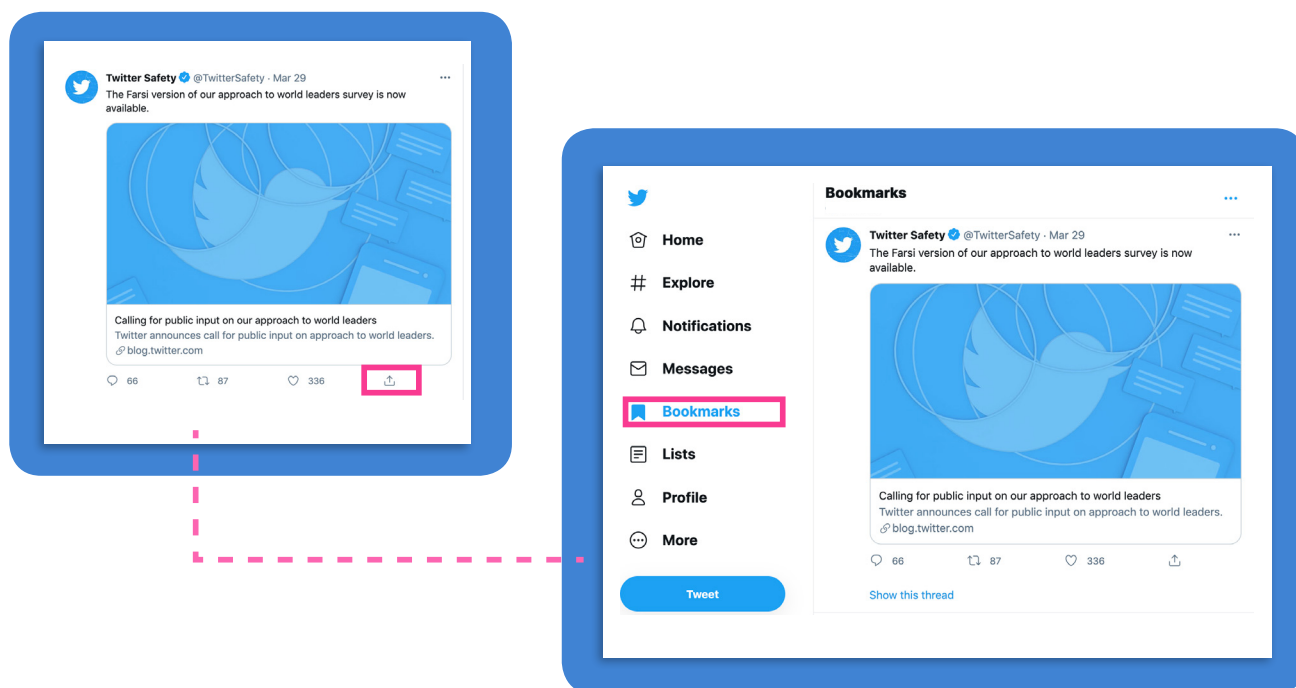 Twitter Safety @TwitterSafety · Mar 29
The Farsi version of our approach to world leaders survey is now
available.
Calling for public input on our approach to world leaders
Twitter announces call for public input on approach to world leaders.
blog.twitter.com
66 87 336
Home
Explore
Notifications
Messages
Bookmarks
Lists
Profile
More
Tweet
Bookmarks
Twitter Safety @TwitterSafety · Mar 29
The Farsi version of our approach to world leaders survey is now
available.
Calling for public input on our approach to world leaders
Twitter announces call for public input on approach to world leaders.
blog.twitter.com
66 87 336
Show this thread